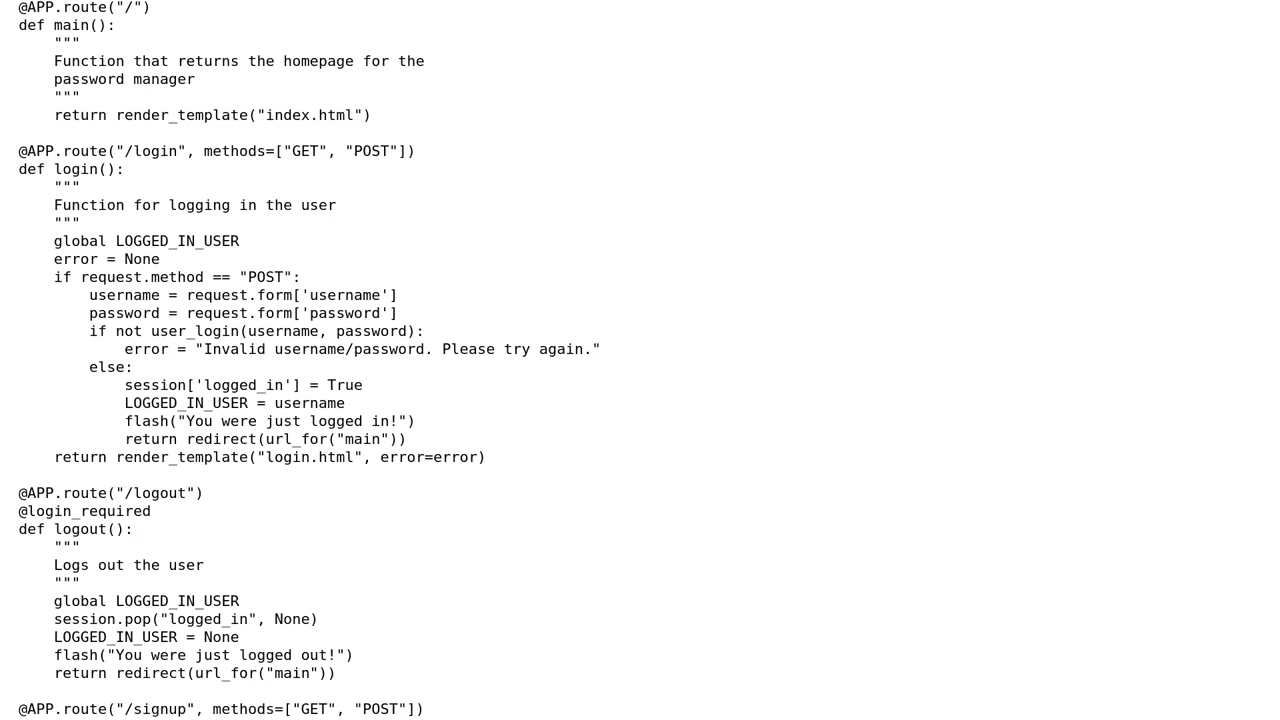 @APP.route("/")
def main():
    """
    Function that returns the homepage for the
    password manager
    """
    return render_template("index.html")

@APP.route("/login", methods=["GET", "POST"])
def login():
    """
    Function for logging in the user
    """
    global LOGGED_IN_USER
    error = None
    if request.method == "POST":
        username = request.form['username']
        password = request.form['password']
        if not user_login(username, password):
            error = "Invalid username/password. Please try again."
        else:
            session['logged_in'] = True
            LOGGED_IN_USER = username
            flash("You were just logged in!")
            return redirect(url_for("main"))
    return render_template("login.html", error=error)

@APP.route("/logout")
@login_required
def logout():
    """
    Logs out the user
    """
    global LOGGED_IN_USER
    session.pop("logged_in", None)
    LOGGED_IN_USER = None
    flash("You were just logged out!")
    return redirect(url_for("main"))

@APP.route("/signup", methods=["GET", "POST"])